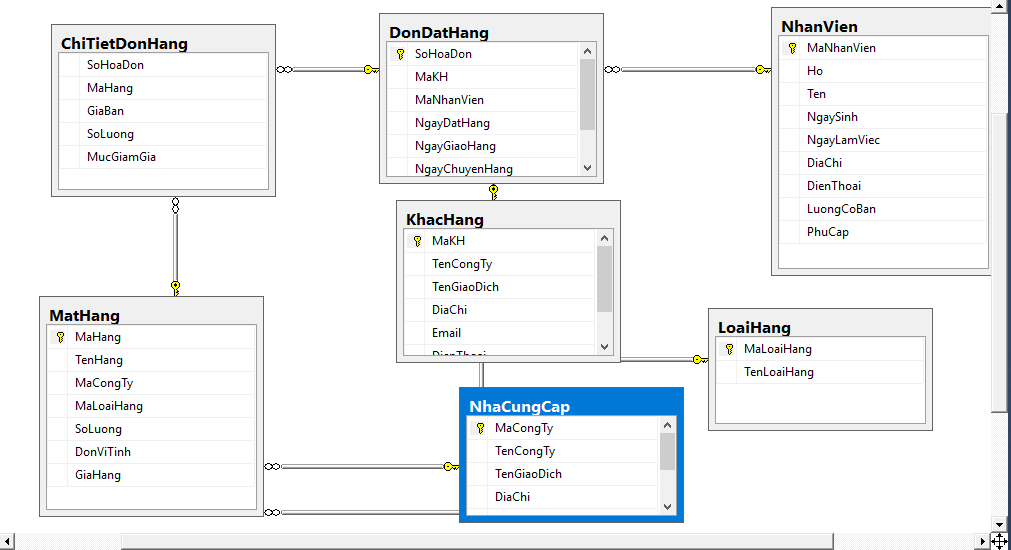 ChiTietDonHang
SoHoaDon
MaHang
GiaBan
SoLuong
MucGiamGia
DonDatHang
SoHoaDon
MaKH
MaNhanVien
NgayDatHang
NgayGiaoHang
NgayChuyenHang
NhanVien
MaNhanVien
Ho
Ten
NgaySinh
NgayLamViec
DiaChi
DienThoai
LuongCoBan
PhuCap
KhacHang
MaKH
TenCongTy
TenGiaoDich
DiaChi
Email
DienThoai
MatHang
MaHang
TenHang
MaCongTy
MaLoaiHang
SoLuong
DonViTinh
GiaHang
LoaiHang
MaLoaiHang
TenLoaiHang
NhaCungCap
MaCongTy
TenCongTy
TenGiaoDich
DiaChi